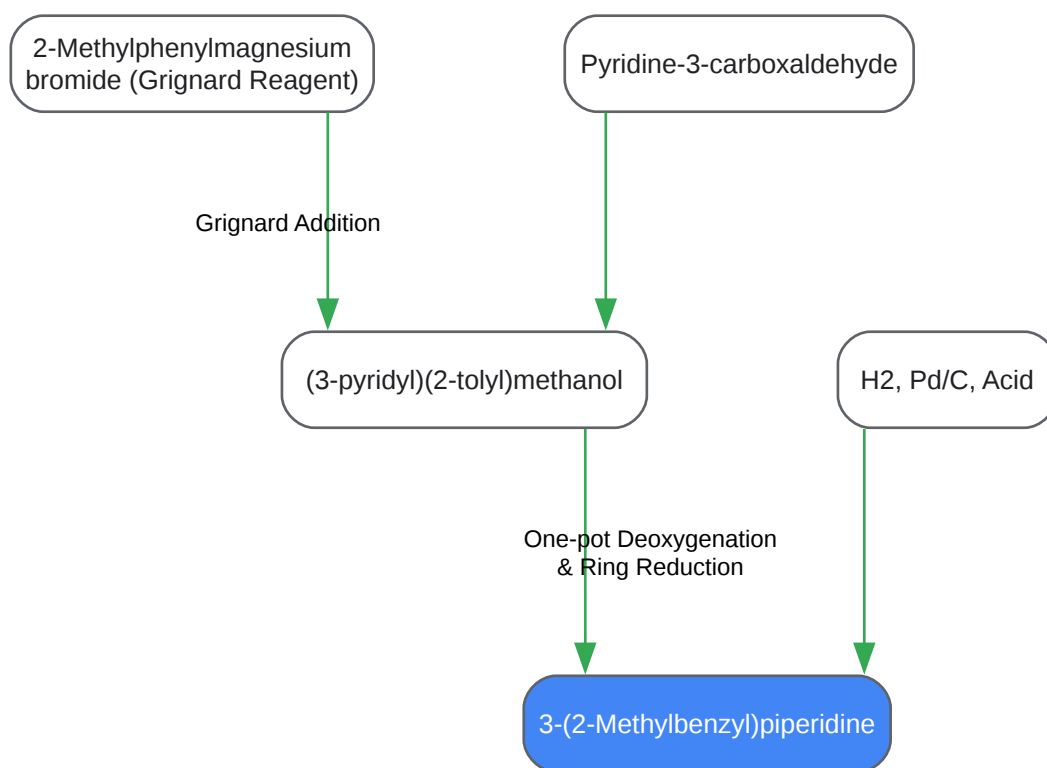 2-Methylphenylmagnesium
bromide (Grignard Reagent)
Pyridine-3-carboxaldehyde
Grignard Addition
(3-pyridyl)(2-tolyl)methanol
H2, Pd/C, Acid
One-pot Deoxygenation
& Ring Reduction
3-(2-Methylbenzyl)piperidine